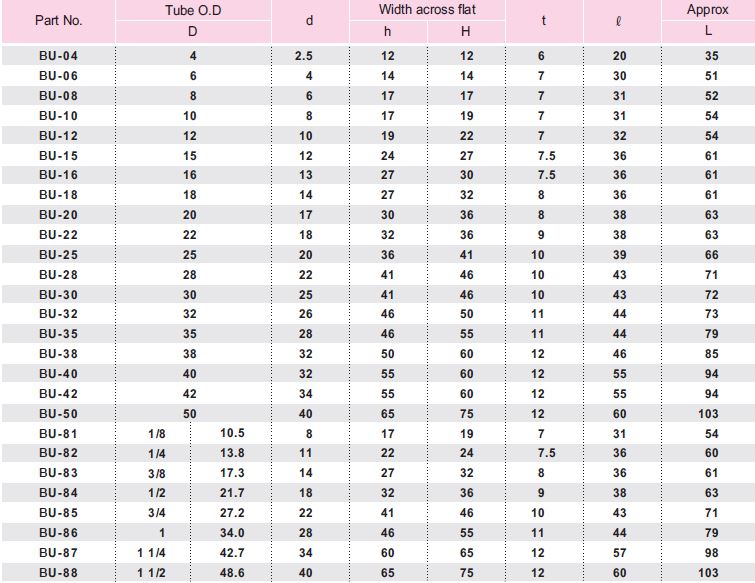 Part No. Tube O.D d Width across flat t ℓ Approx
D h H L
BU-04 4 2.5 12 12 6 20 35
BU-06 6 4 14 14 7 30 51
BU-08 8 6 17 17 7 31 52
BU-10 10 8 17 19 7 31 54
BU-12 12 10 19 22 7 32 54
BU-15 15 12 24 27 7.5 36 61
BU-16 16 13 27 30 7.5 36 61
BU-18 18 14 27 32 8 36 61
BU-20 20 17 30 36 8 38 63
BU-22 22 18 32 36 9 38 63
BU-25 25 20 36 41 10 39 66
BU-28 28 22 41 46 10 43 71
BU-30 30 25 41 46 10 43 72
BU-32 32 26 46 50 11 44 73
BU-35 35 28 46 55 11 44 79
BU-38 38 32 50 60 12 46 85
BU-40 40 32 55 60 12 55 94
BU-42 42 34 55 60 12 55 94
BU-50 50 40 65 75 12 60 103
BU-81 1/8 10.5 8 17 19 7 31 54
BU-82 1/4 13.8 11 22 24 7.5 36 60
BU-83 3/8 17.3 14 27 32 8 36 61
BU-84 1/2 21.7 18 32 36 9 38 63
BU-85 3/4 27.2 22 41 46 10 43 71
BU-86 1 34.0 28 46 55 11 44 79
BU-87 1 1/4 42.7 34 60 65 12 57 98
BU-88 1 1/2 48.6 40 65 75 12 60 103